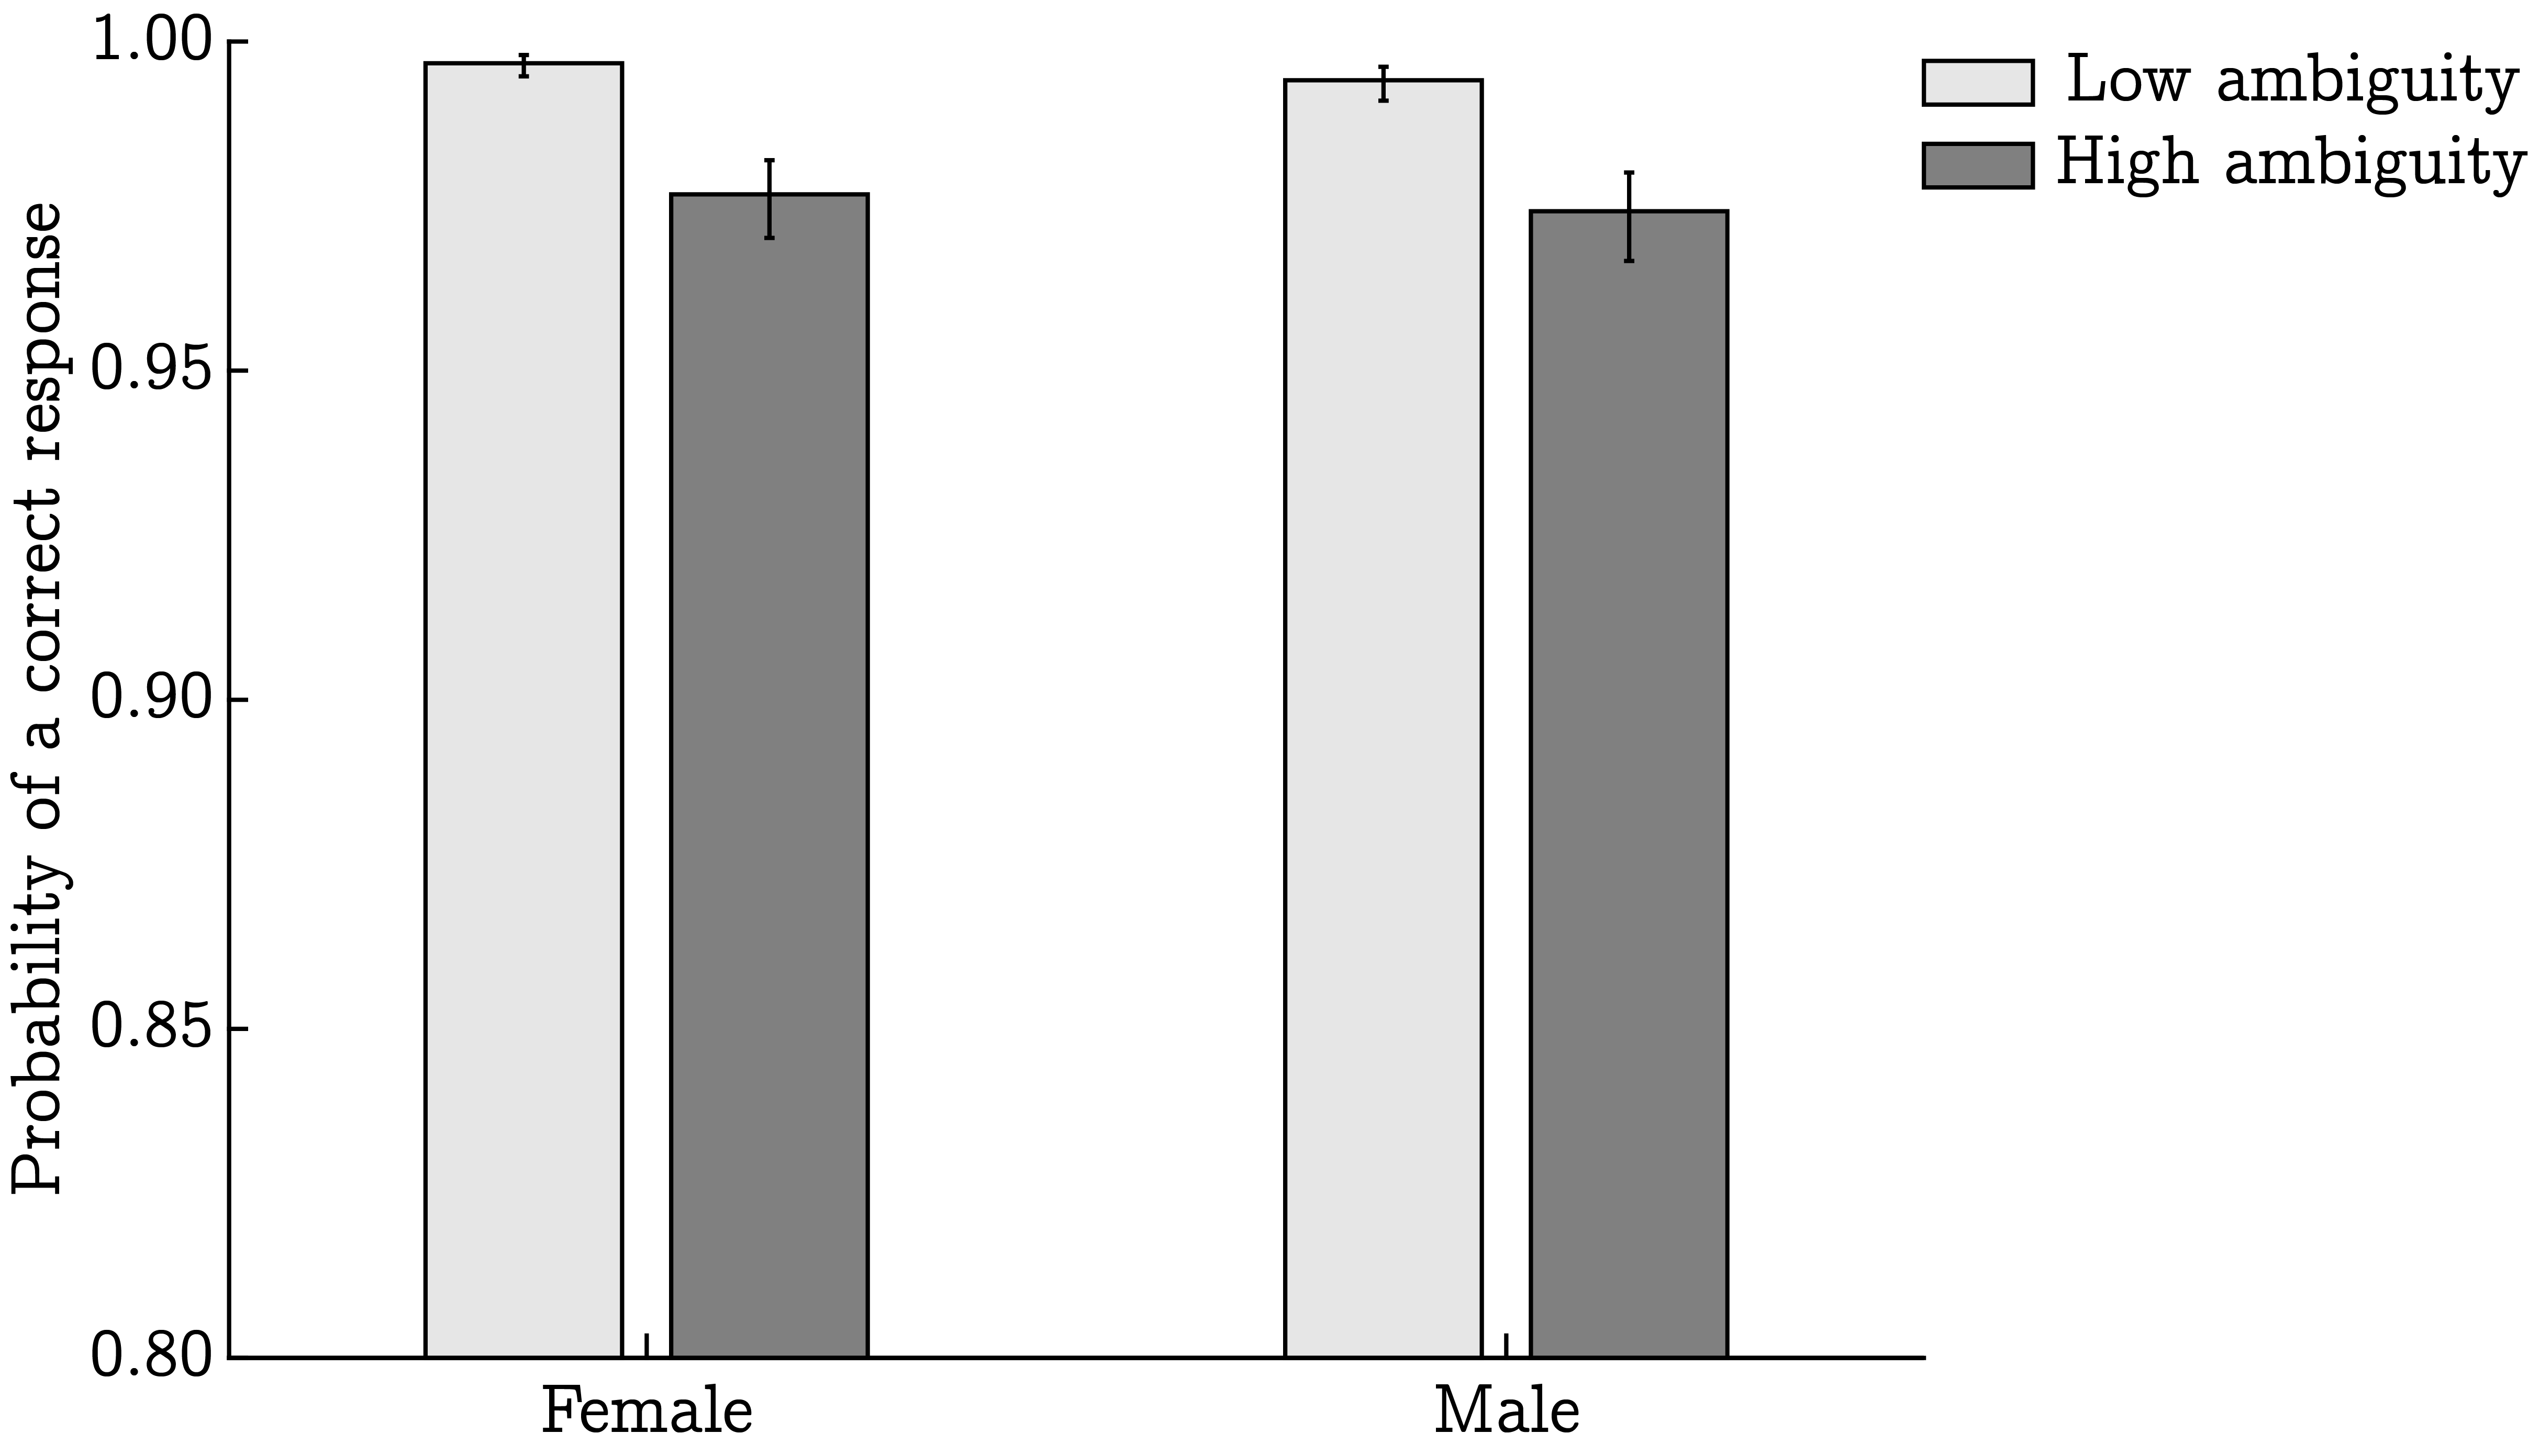 Probability of a correct response
1.00
0.95
0.90
0.85
0.80
Female
Male
Low ambiguity
High ambiguity